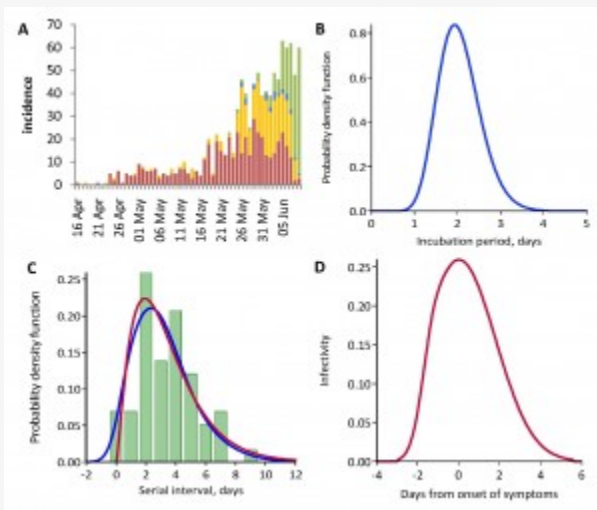 A
incidence
70
60
50
40
30
20
10
0
16 Apr
21 Apr
26 Apr
01 May
06 May
11 May
16 May
21 May
26 May
31 May
05 Jun
B
Probability density function
0.8
0.6
0.4
0.2
0.0
0 1 2 3 4 5
Incubation period, days
C
Probability density function
0.25
0.20
0.15
0.10
0.05
0.00
-2 0 2 4 6 8 10 12
Serial interval, days
D
Infectivity
0.25
0.20
0.15
0.10
0.05
0.00
-4 -2 0 2 4 6
Days from onset of symptoms